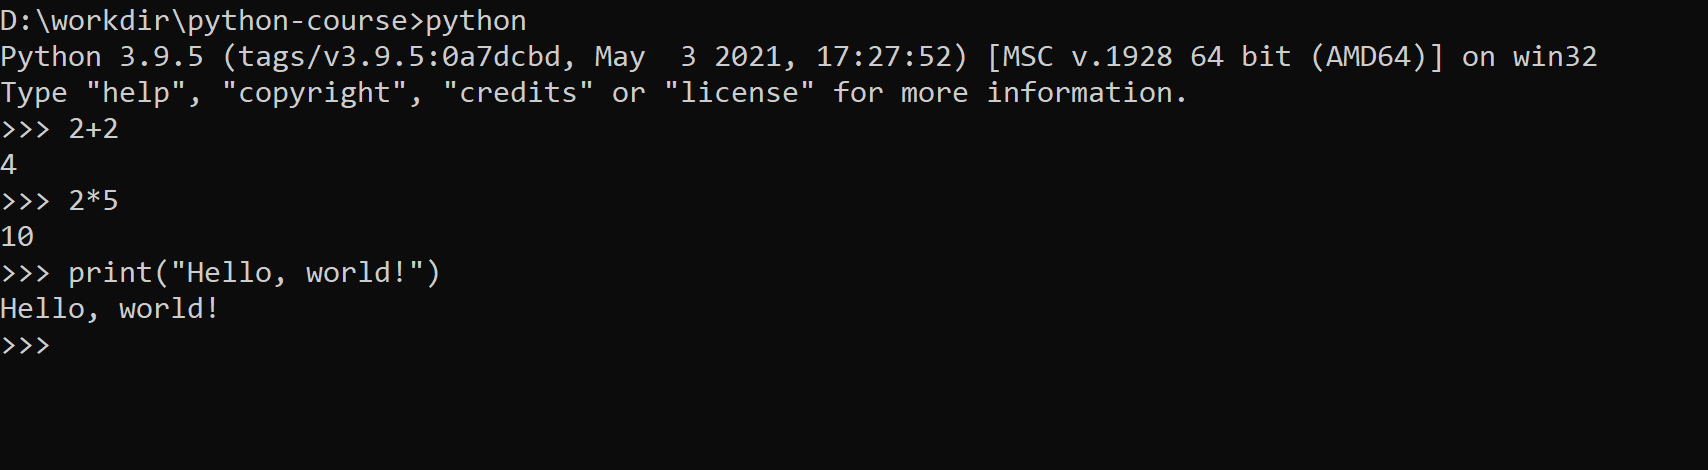 D:\workdir\python-course>python
Python 3.9.5 (tags/v3.9.5:0a7dcbd, May  3 2021, 17:27:52) [MSC v.1928 64 bit (AMD64)] on win32
Type "help", "copyright", "credits" or "license" for more information.
>>> 2+2
4
>>> 2*5
10
>>> print("Hello, world!")
Hello, world!
>>>